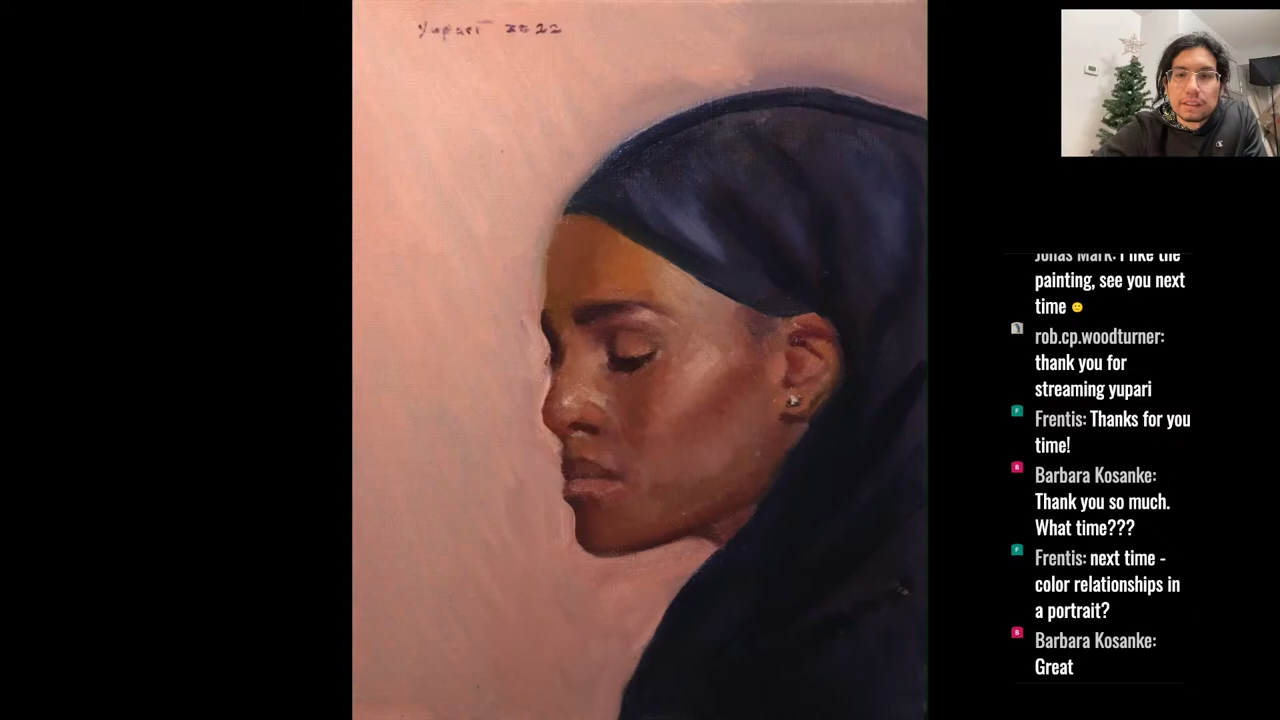 Yupari 2022
Jonas Mark: I like the
painting, see you next
time 🙂
rob.cp.woodturner:
thank you for
streaming yupari
F
Frentis: Thanks for you
time!
B
Barbara Kosanke:
Thank you so much.
What time???
F
Frentis: next time -
color relationships in
a portrait?
B
Barbara Kosanke:
Great